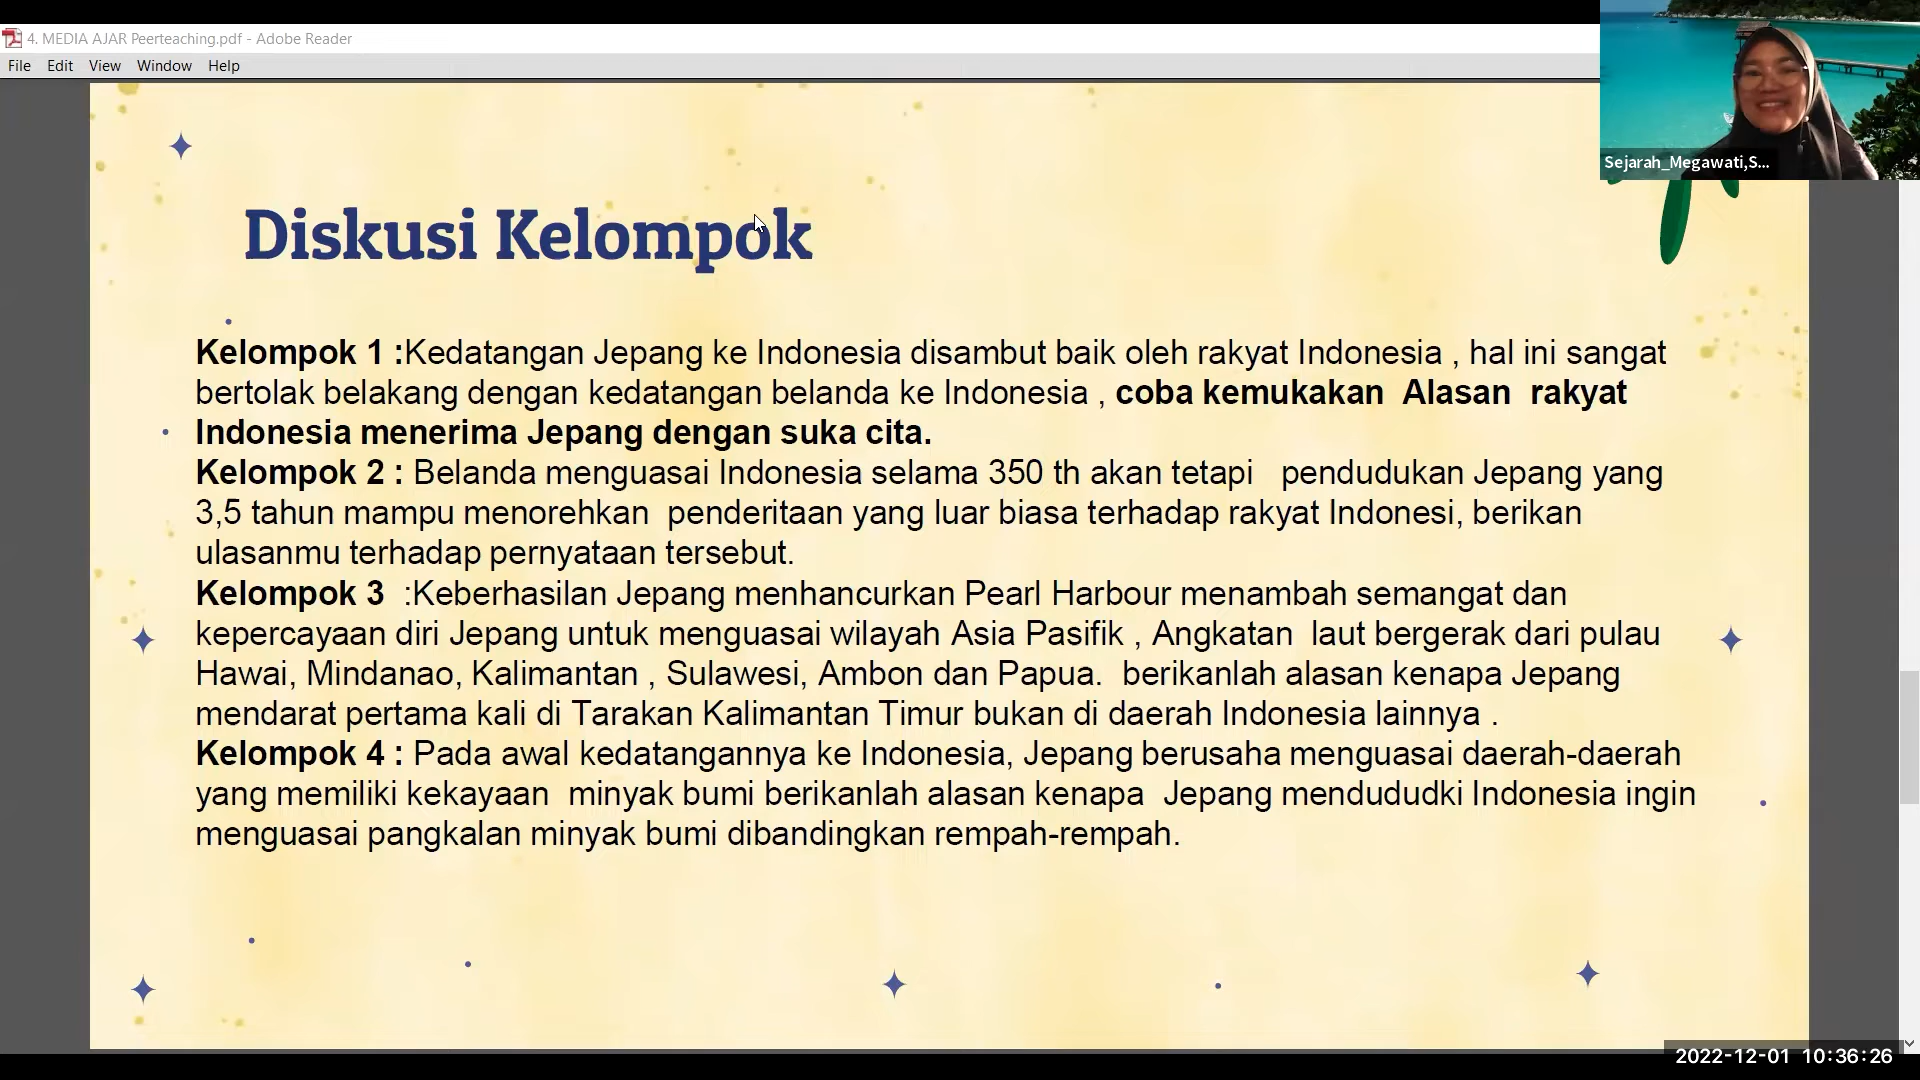 4. MEDIA AJAR Peerteaching.pdf - Adobe Reader
File Edit View Window Help
Sejarah_Megawati,S...
Diskusi Kelompok
Kelompok 1 :Kedatangan Jepang ke Indonesia disambut baik oleh rakyat Indonesia , hal ini sangat
bertolak belakang dengan kedatangan belanda ke Indonesia , coba kemukakan Alasan rakyat
Indonesia menerima Jepang dengan suka cita.
Kelompok 2 : Belanda menguasai Indonesia selama 350 th akan tetapi pendudukan Jepang yang
3,5 tahun mampu menorehkan penderitaan yang luar biasa terhadap rakyat Indonesi, berikan
ulasanmu terhadap pernyataan tersebut.
Kelompok 3 :Keberhasilan Jepang menhancurkan Pearl Harbour menambah semangat dan
kepercayaan diri Jepang untuk menguasai wilayah Asia Pasifik , Angkatan laut bergerak dari pulau
Hawai, Mindanao, Kalimantan , Sulawesi, Ambon dan Papua. berikanlah alasan kenapa Jepang
mendarat pertama kali di Tarakan Kalimantan Timur bukan di daerah Indonesia lainnya .
Kelompok 4 : Pada awal kedatangannya ke Indonesia, Jepang berusaha menguasai daerah-daerah
yang memiliki kekayaan minyak bumi berikanlah alasan kenapa Jepang mendududki Indonesia ingin
menguasai pangkalan minyak bumi dibandingkan rempah-rempah.
2022-12-01 10:36:26